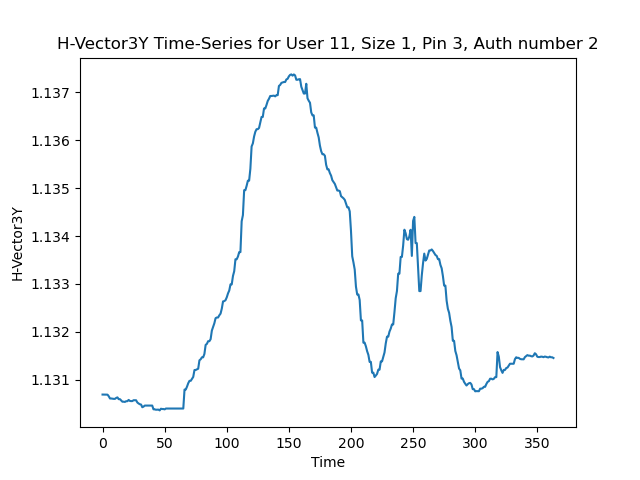 H-Vector3Y Time-Series for User 11, Size 1, Pin 3, Auth number 2
1.137
1.136
1.135
1.134
1.133
1.132
1.131
H-Vector3Y
0 50 100 150 200 250 300 350
Time